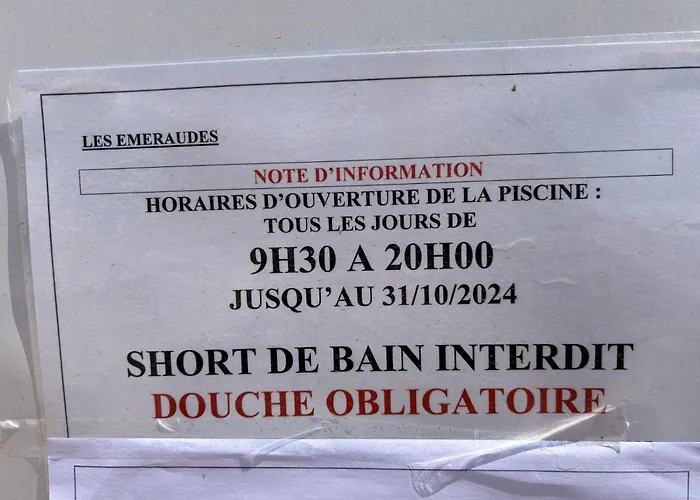 LES EMERAUDES
NOTE D'INFORMATION
HORAIRES D'OUVERTURE DE LA PISCINE :
TOUS LES JOURS DE
9H30 A 20H00
JUSQU'AU 31/10/2024
SHORT DE BAIN INTERDIT
DOUCHE OBLIGATOIRE